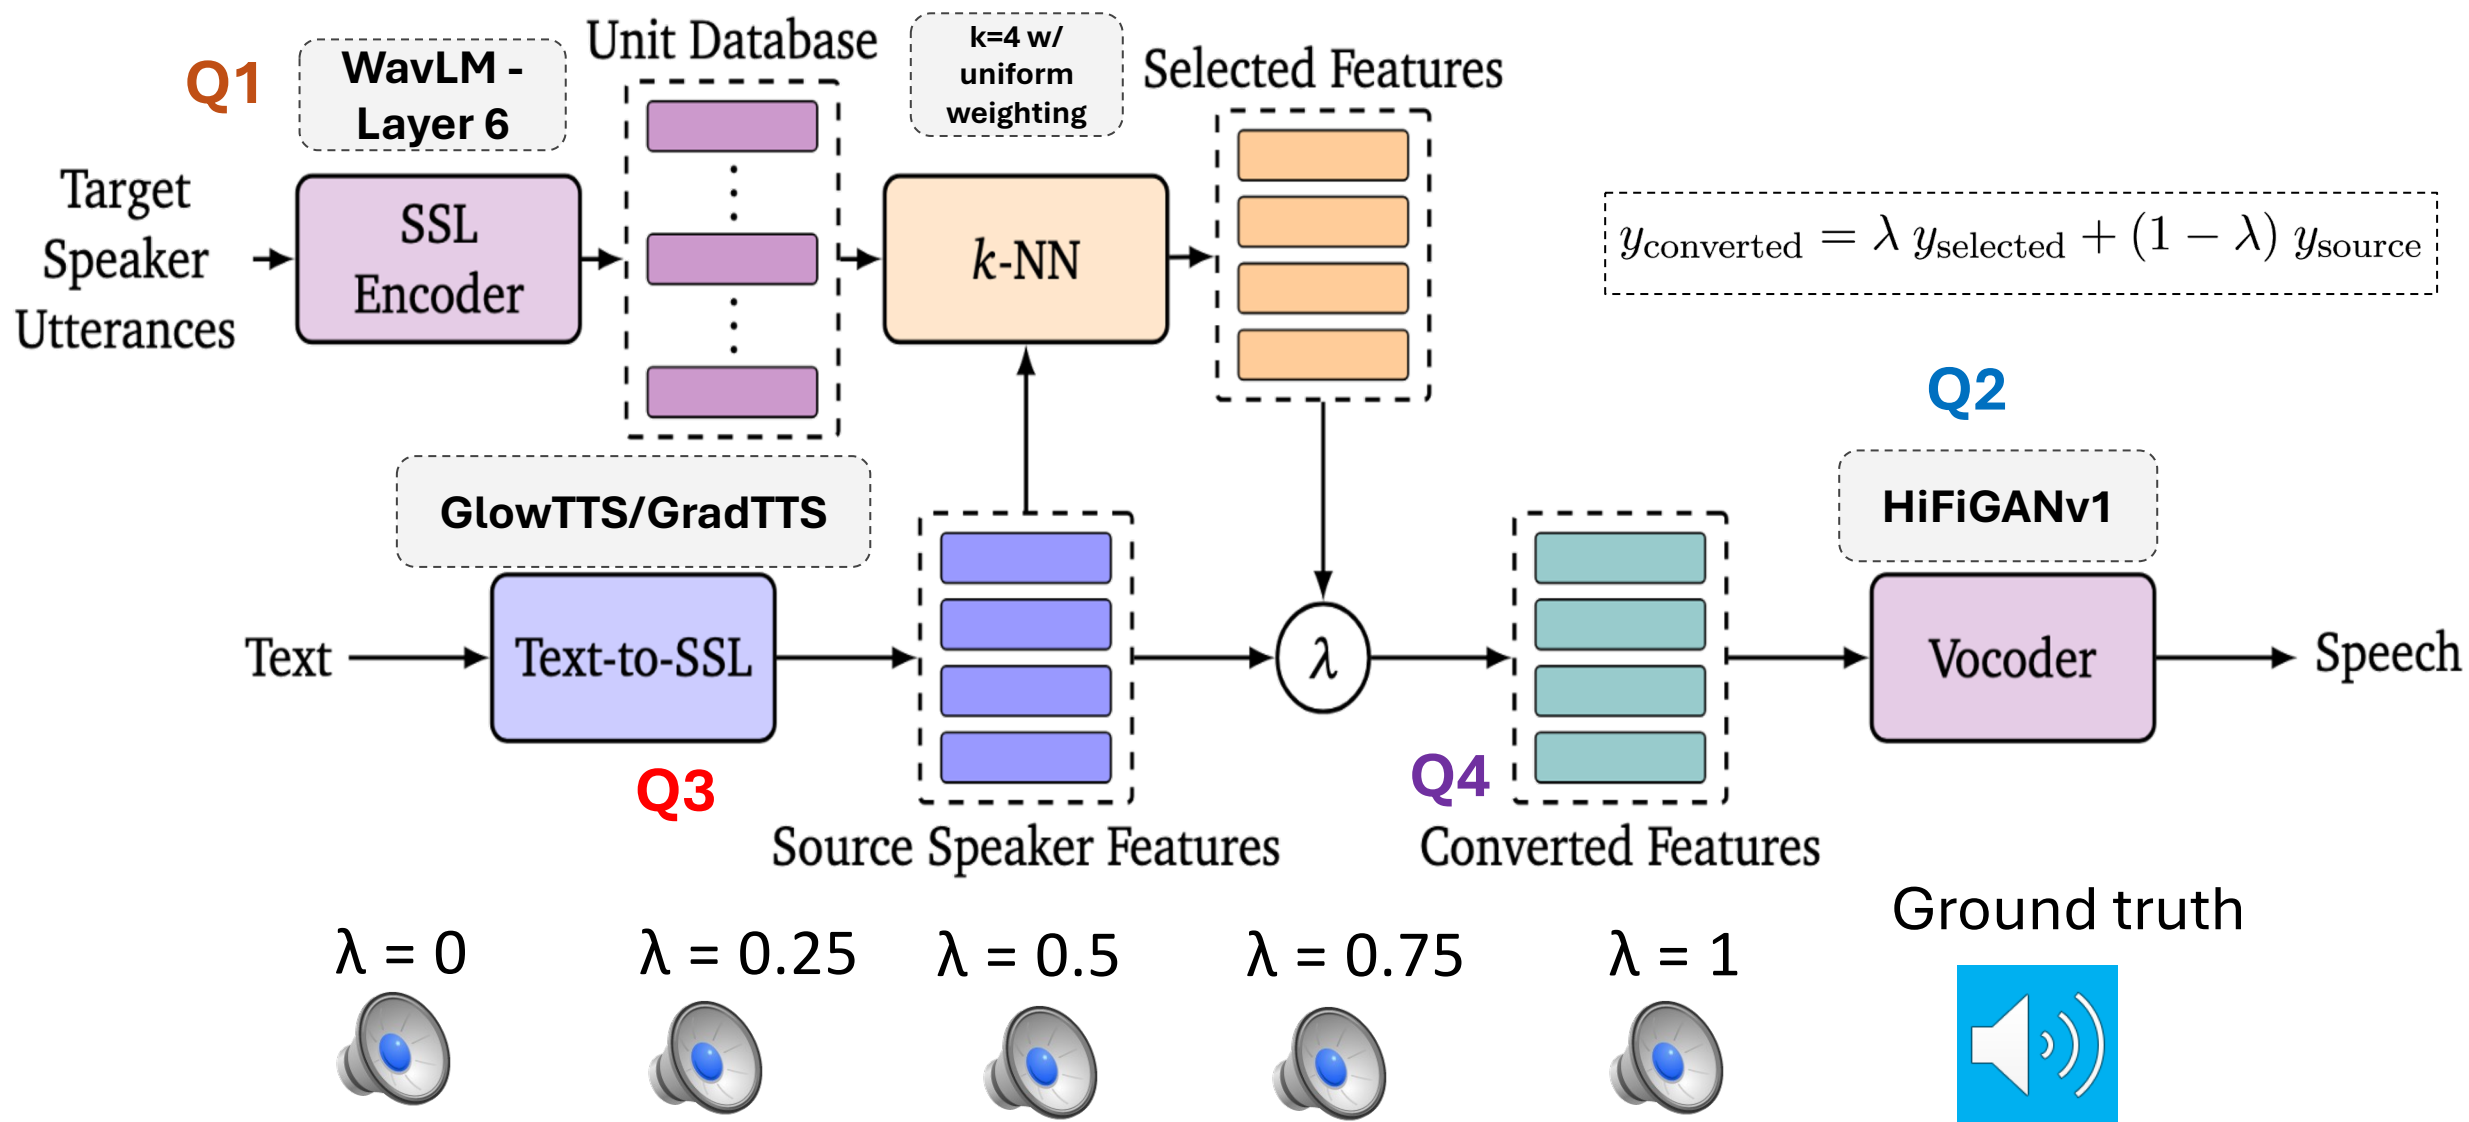 Q1
WavLM -
Layer 6
Unit Database
k=4 w/
uniform
weighting
Selected Features
Target
Speaker
Utterances
SSL
Encoder
k-NN
y_converted = λ y_selected + (1 − λ) y_source
Q2
GlowTTS/GradTTS
HiFiGANv1
Text
Text-to-SSL
λ
Vocoder
Speech
Q3
Q4
Source Speaker Features
Converted Features
Ground truth
λ = 0
λ = 0.25
λ = 0.5
λ = 0.75
λ = 1